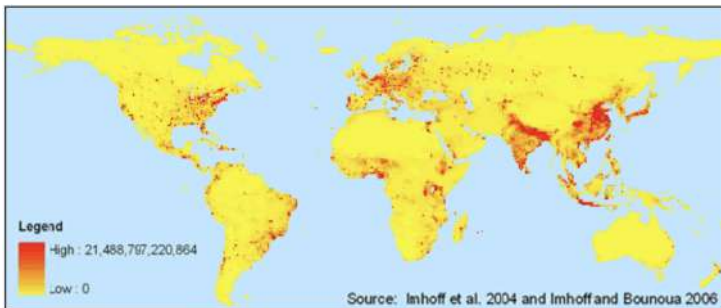 Legend
High : 21,488,797,220,864
Low : 0
Source: Imhoff et al. 2004 and Imhoff and Bounoua 2006